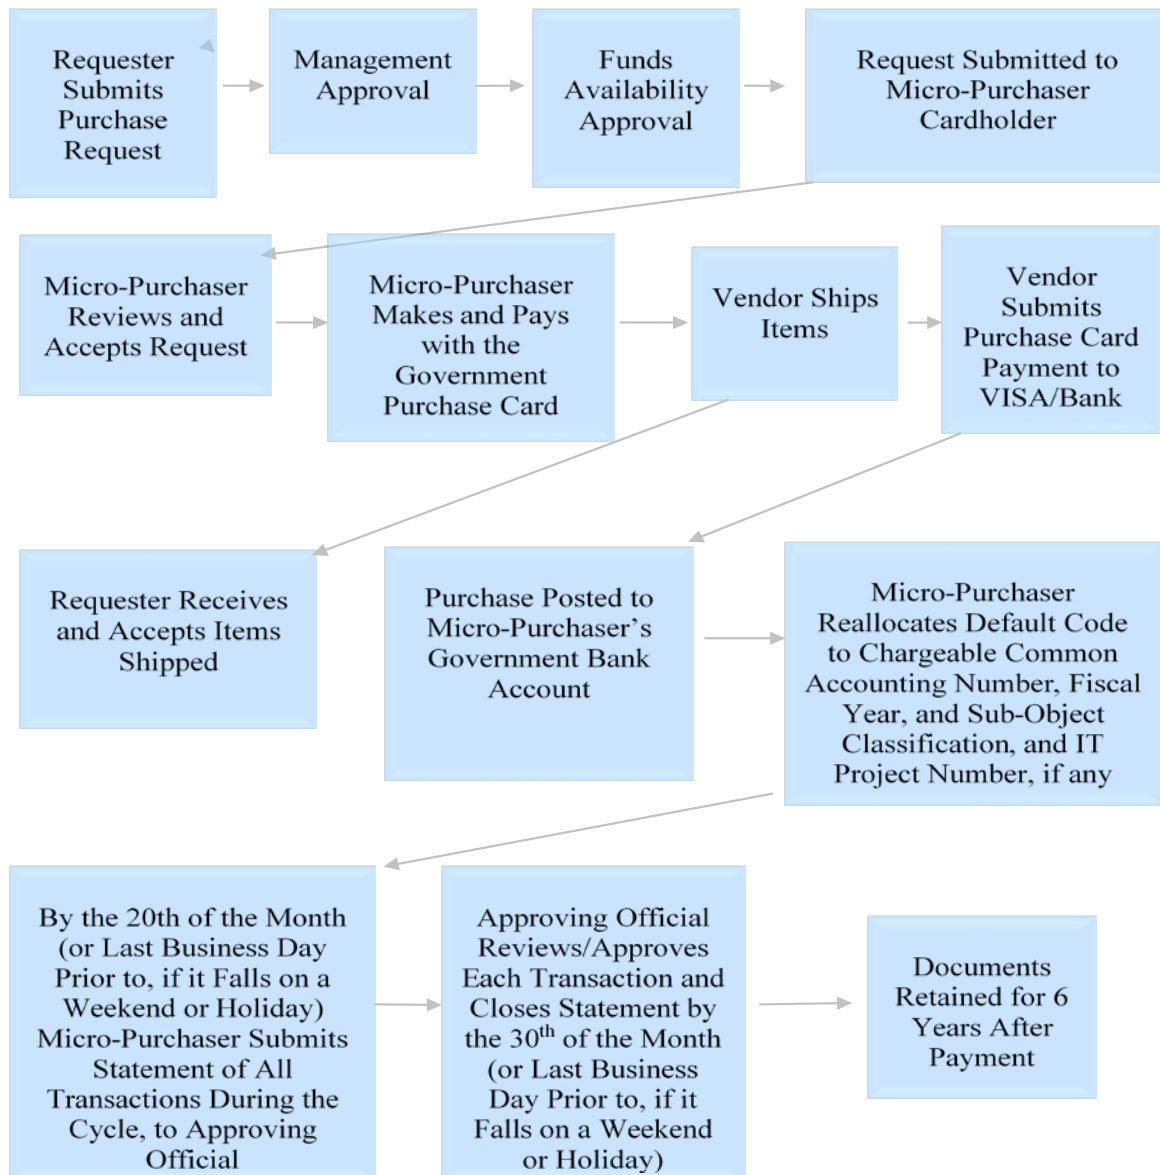 Requester
Submits
Purchase
Request
Management
Approval
Funds
Availability
Approval
Request Submitted to
Micro-Purchaser
Cardholder
Micro-Purchaser
Reviews and
Accepts Request
Micro-Purchaser
Makes and Pays
with the
Government
Purchase Card
Vendor Ships
Items
Vendor
Submits
Purchase Card
Payment to
VISA/Bank
Requester Receives
and Accepts Items
Shipped
Purchase Posted to
Micro-Purchaser’s
Government Bank
Account
Micro-Purchaser
Reallocates Default Code
to Chargeable Common
Accounting Number, Fiscal
Year, and Sub-Object
Classification, and IT
Project Number, if any
By the 20th of the Month
(or Last Business Day
Prior to, if it Falls on a
Weekend or Holiday)
Micro-Purchaser Submits
Statement of All
Transactions During the
Cycle, to Approving
Official
Approving Official
Reviews/Approves
Each Transaction and
Closes Statement by
the 30th of the Month
(or Last Business
Day Prior to, if it
Falls on a Weekend
or Holiday)
Documents
Retained for 6
Years After
Payment